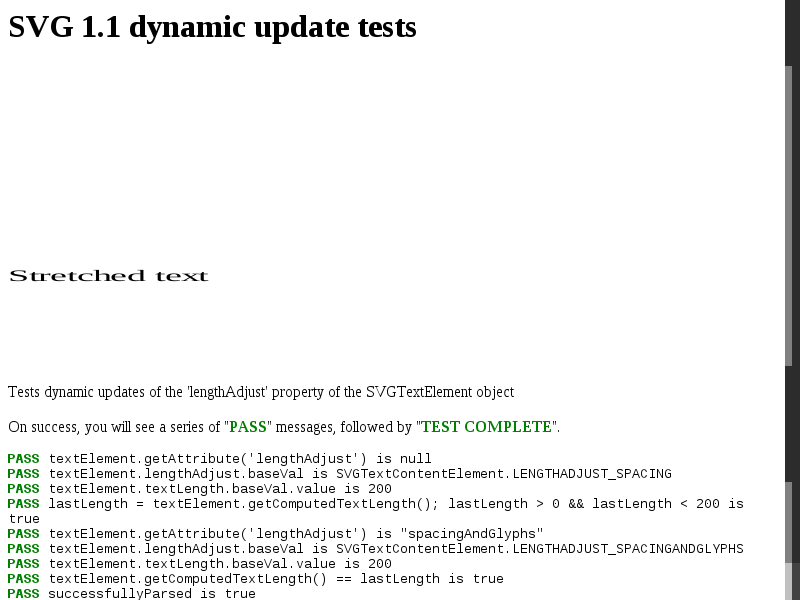 SVG 1.1 dynamic update tests
Stretched text
Tests dynamic updates of the 'lengthAdjust' property of the SVGTextElement object
On success, you will see a series of "PASS" messages, followed by "TEST COMPLETE".
PASS textElement.getAttribute('lengthAdjust') is null
PASS textElement.lengthAdjust.baseVal is SVGTextContentElement.LENGTHADJUST_SPACING
PASS textElement.textLength.baseVal.value is 200
PASS lastLength = textElement.getComputedTextLength(); lastLength > 0 && lastLength < 200 is
true
PASS textElement.getAttribute('lengthAdjust') is "spacingAndGlyphs"
PASS textElement.lengthAdjust.baseVal is SVGTextContentElement.LENGTHADJUST_SPACINGANDGLYPHS
PASS textElement.textLength.baseVal.value is 200
PASS textElement.getComputedTextLength() == lastLength is true
PASS successfullyParsed is true